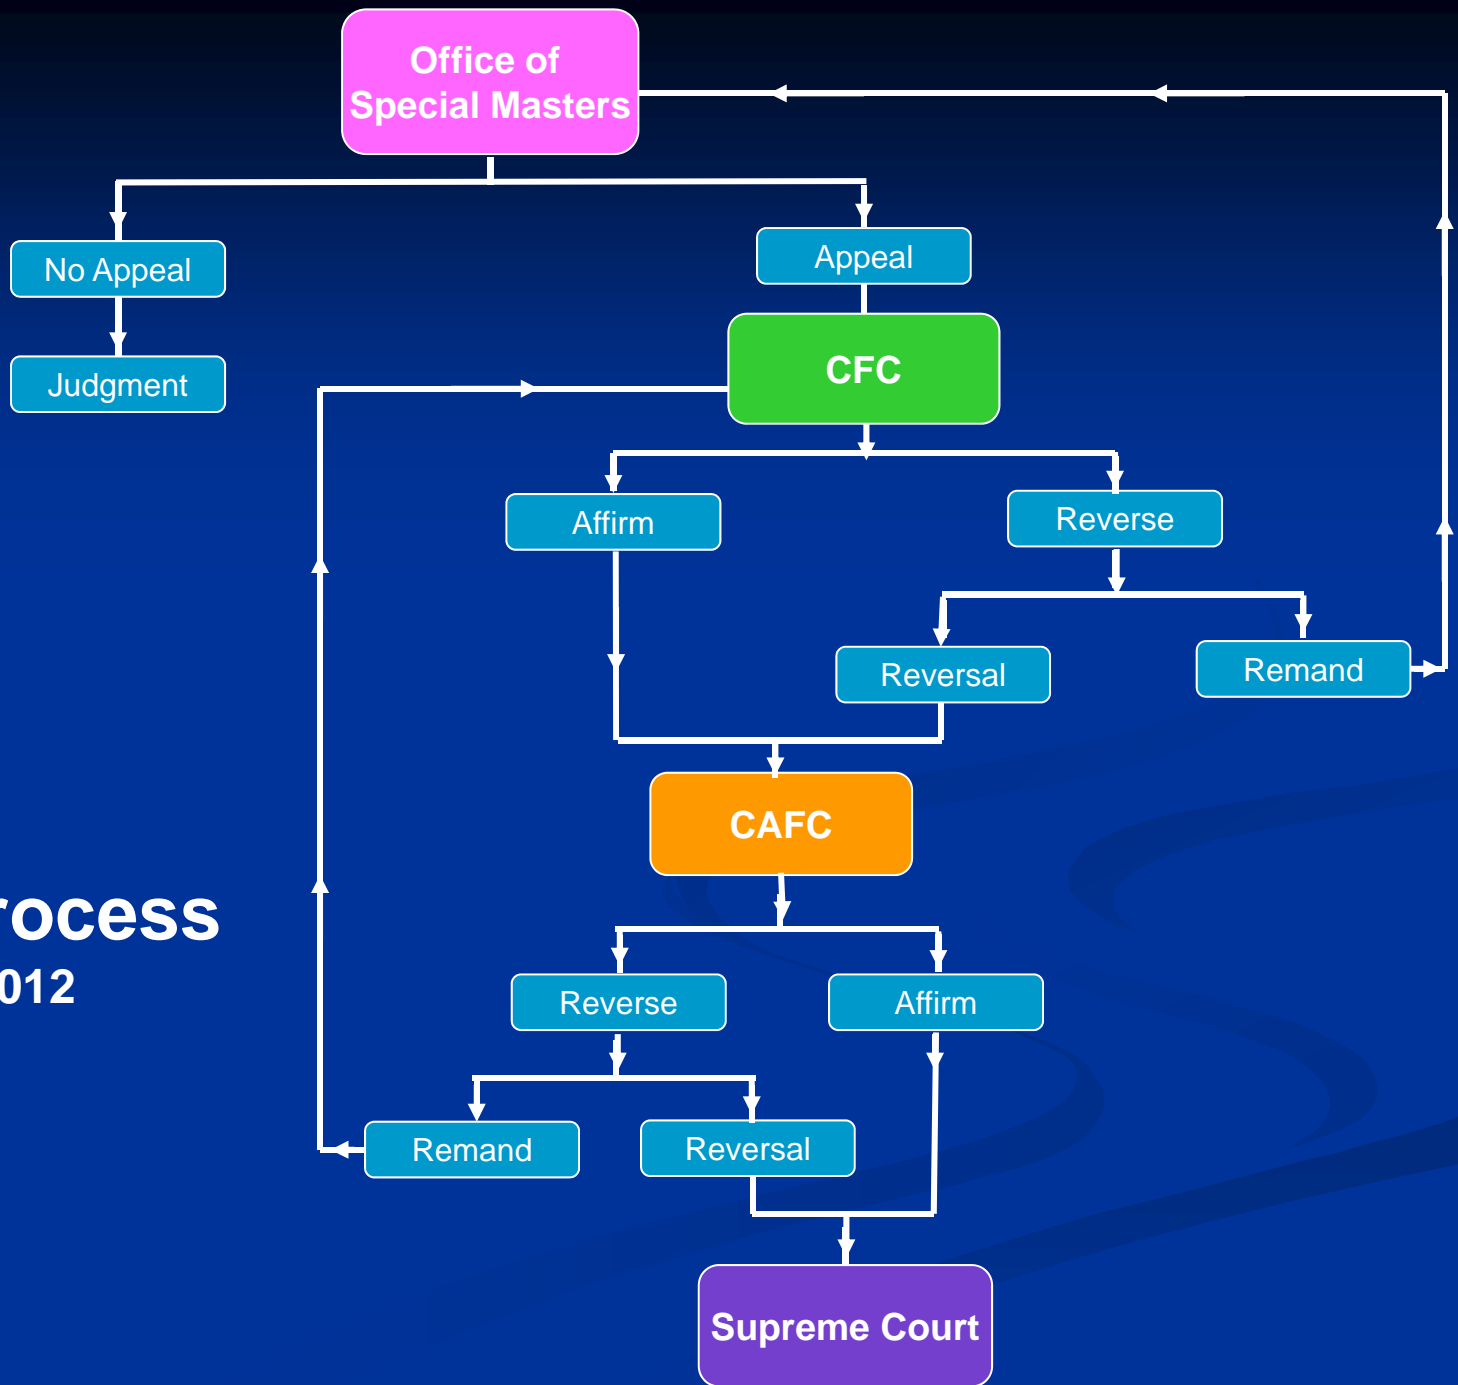 Office of
Special Masters
No Appeal
Appeal
Judgment
CFC
Affirm
Reverse
Reversal
Remand
CAFC
rocess
012
Reverse
Affirm
Remand
Reversal
Supreme Court